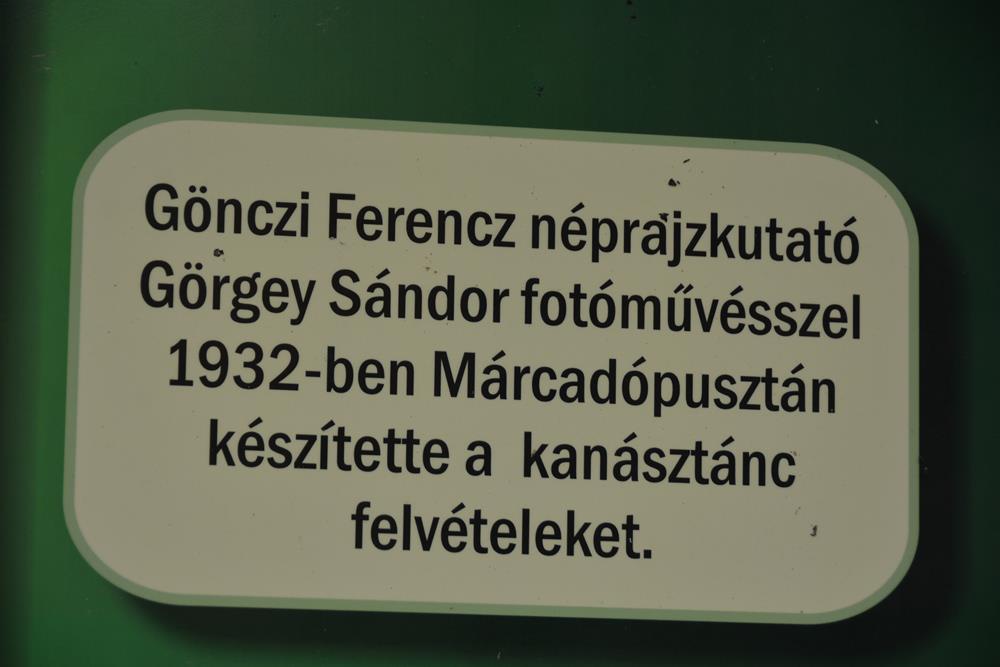 Gönczi Ferencz néprajzkutató
Görgey Sándor fotóművésszel
1932-ben Márcadópusztán
készítette a kanásztánc
felvételeket.